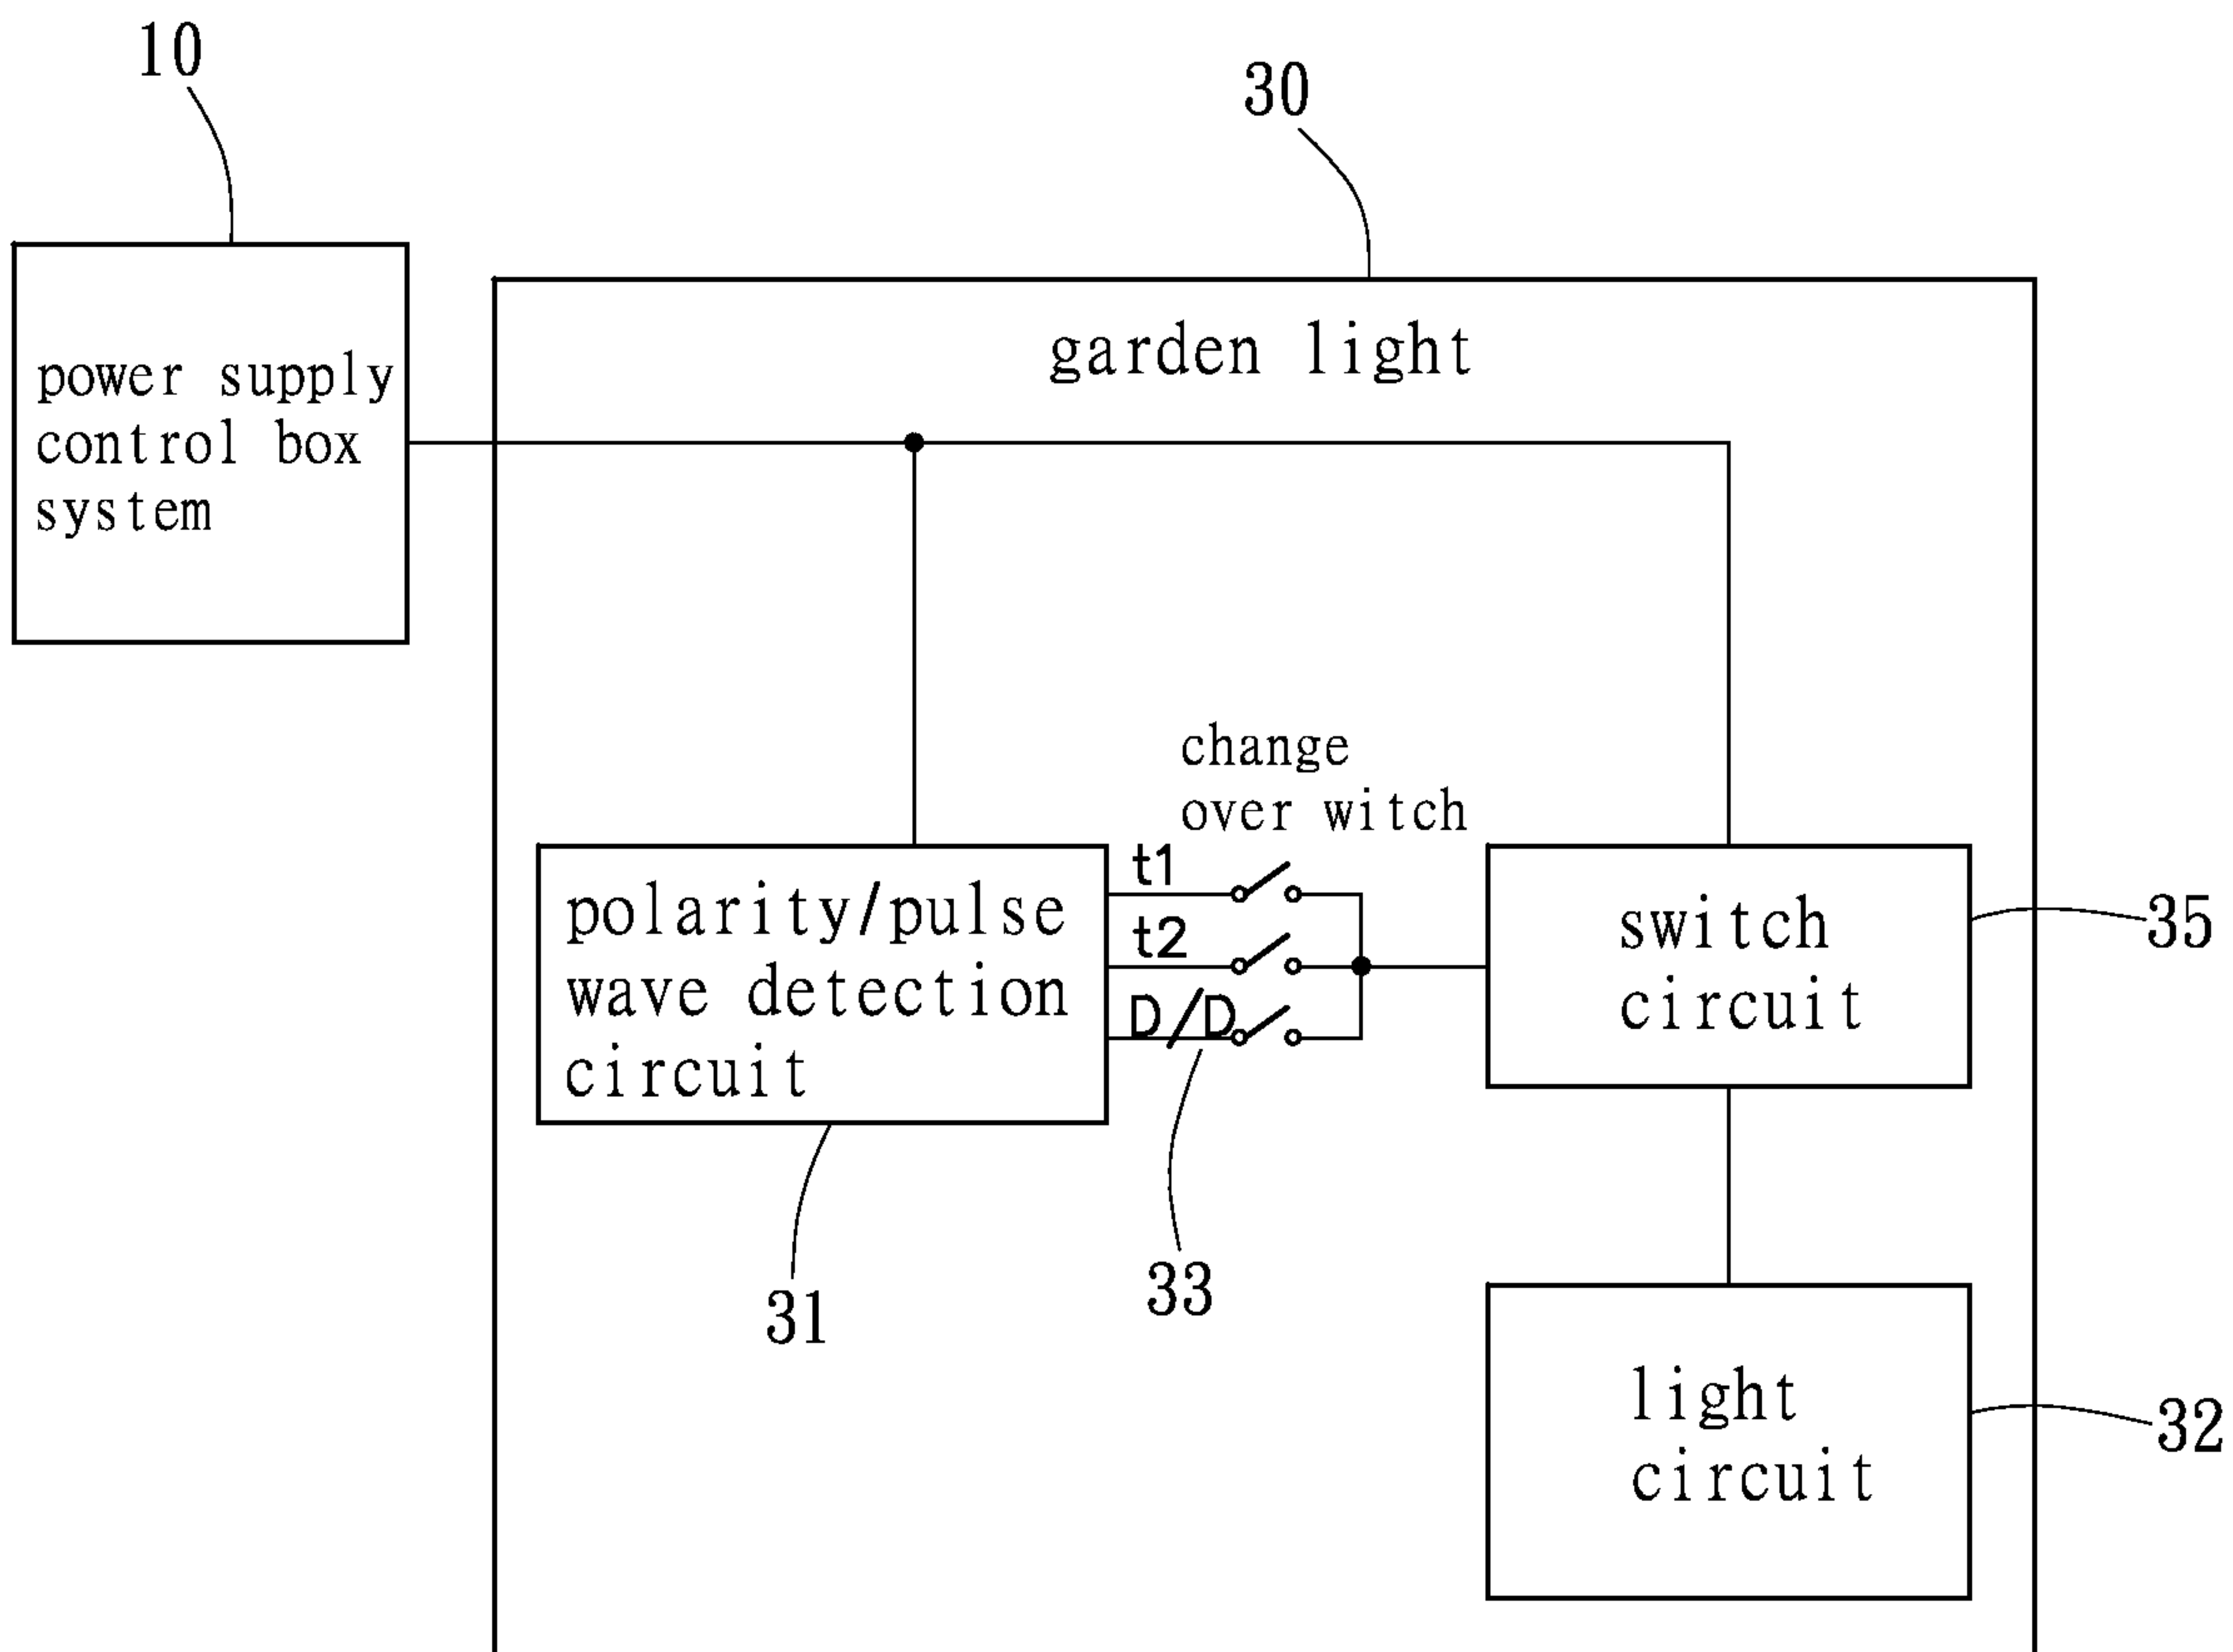 10
30
garden light
power supply
control box
system
change
over witch
t1
t2
D/D
polarity/pulse
wave detection
circuit
switch
circuit
35
33
31
light
circuit
32